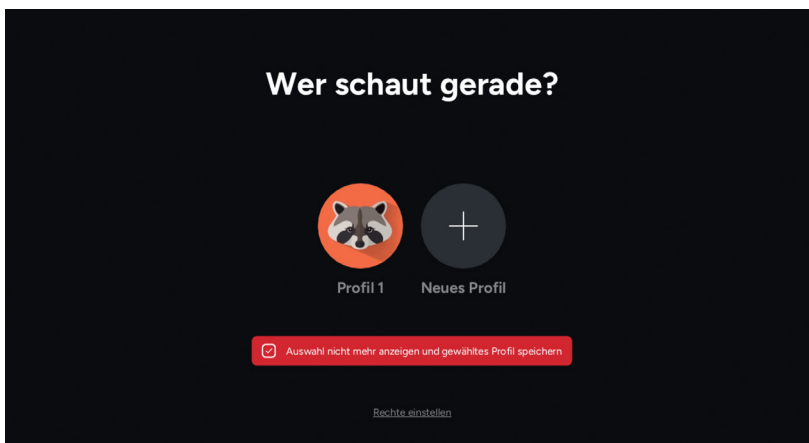 Wer schaut gerade?
Profil 1
Neues Profil
Auswahl nicht mehr anzeigen und gewähltes Profil speichern
Rechte einstellen